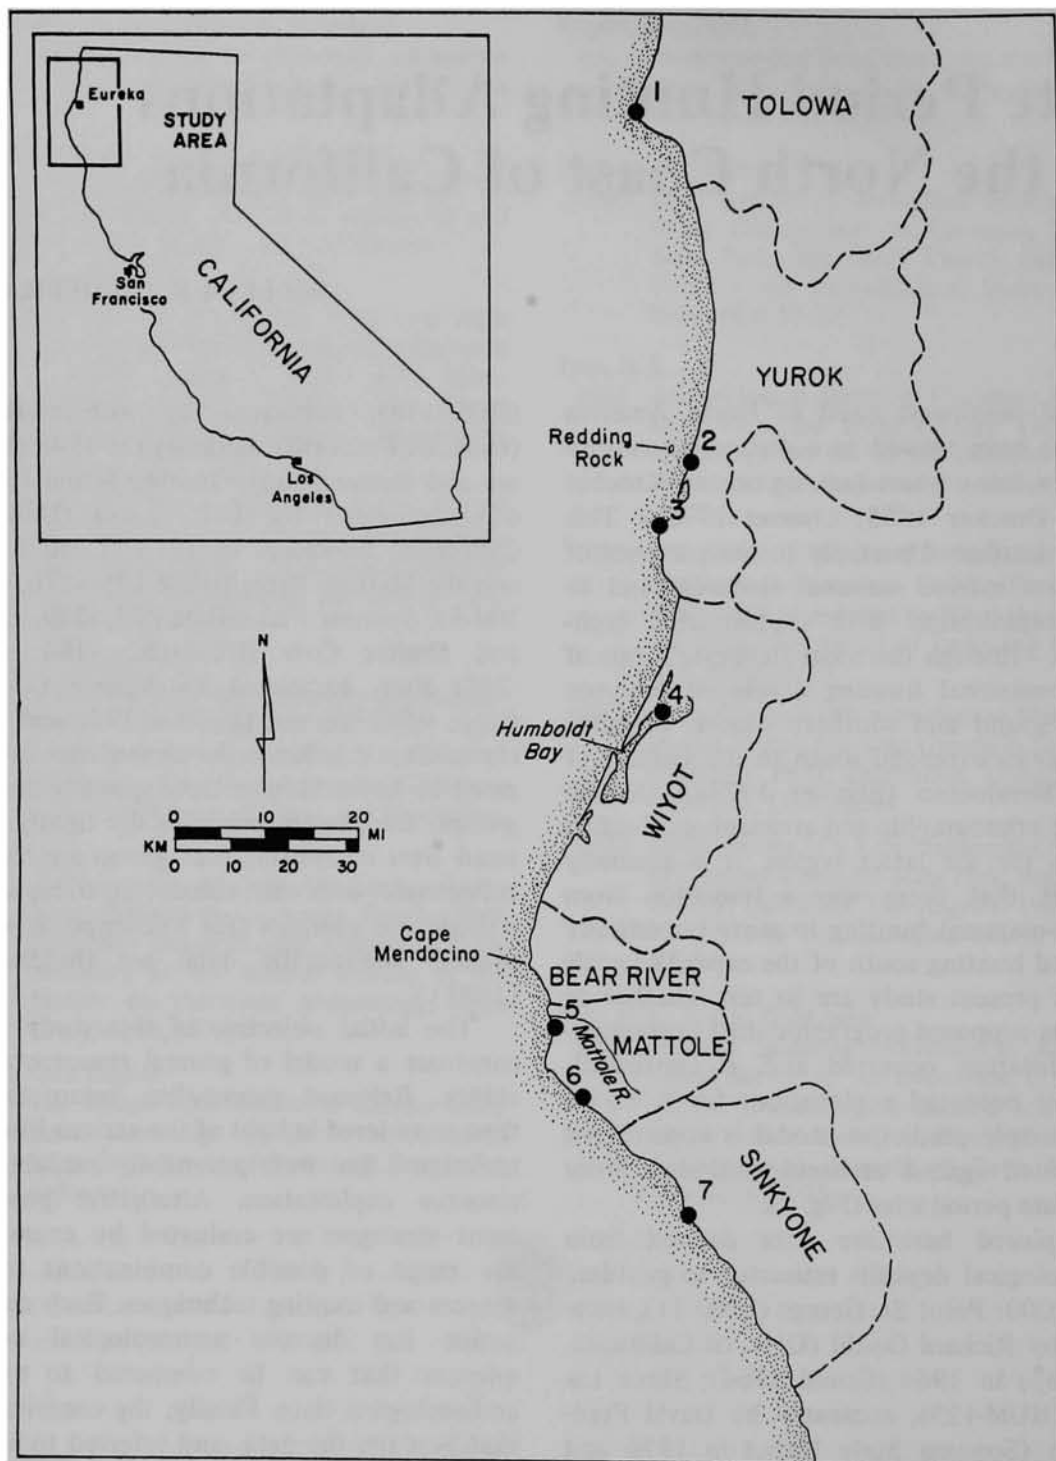 Eureka
STUDY
AREA
CALIFORNIA
San
Francisco
Los
Angeles
1
TOLOWA
YUROK
Redding
Rock
2
3
N
4
Humboldt
Bay
WIYOT
0 10 20
MI
KM
0 10 20 30
Cape
Mendocino
BEAR RIVER
5
Mattole R.
MATTOLE
6
SINKYONE
7